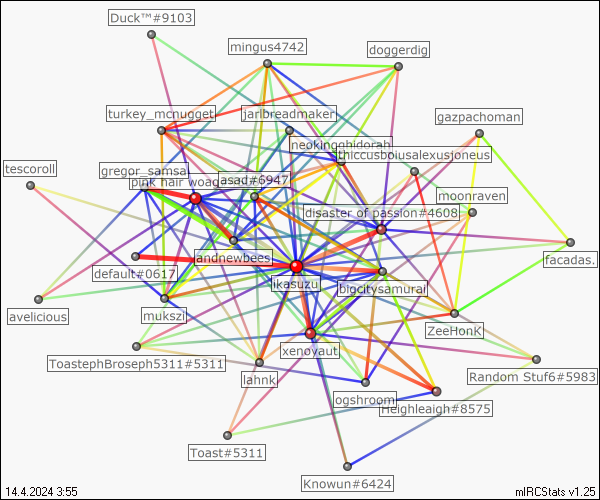 Duck™#9103
mingus4742
doggerdig
turkey_mcnugget
jarlbreadmaker
gazpachoman
neokingghidorah
thiccusboiusalexusjoneus
tescoroll
gregor_samsa
pink hair woag
asad#6947
moonraven
disaster of passion#4608
andnewbees
facadas.
default#0617
likasuzu
bigcitysamurai
avelicious
mukszi
ZeeHonK
ToastephBroseph5311#5311
xenoyaut
lahnk
Random Stuf6#5983
ogshroom
Heighleaigh#8575
Toast#5311
Knowun#6424
14.4.2024 3:55
mIRCStats v1.25